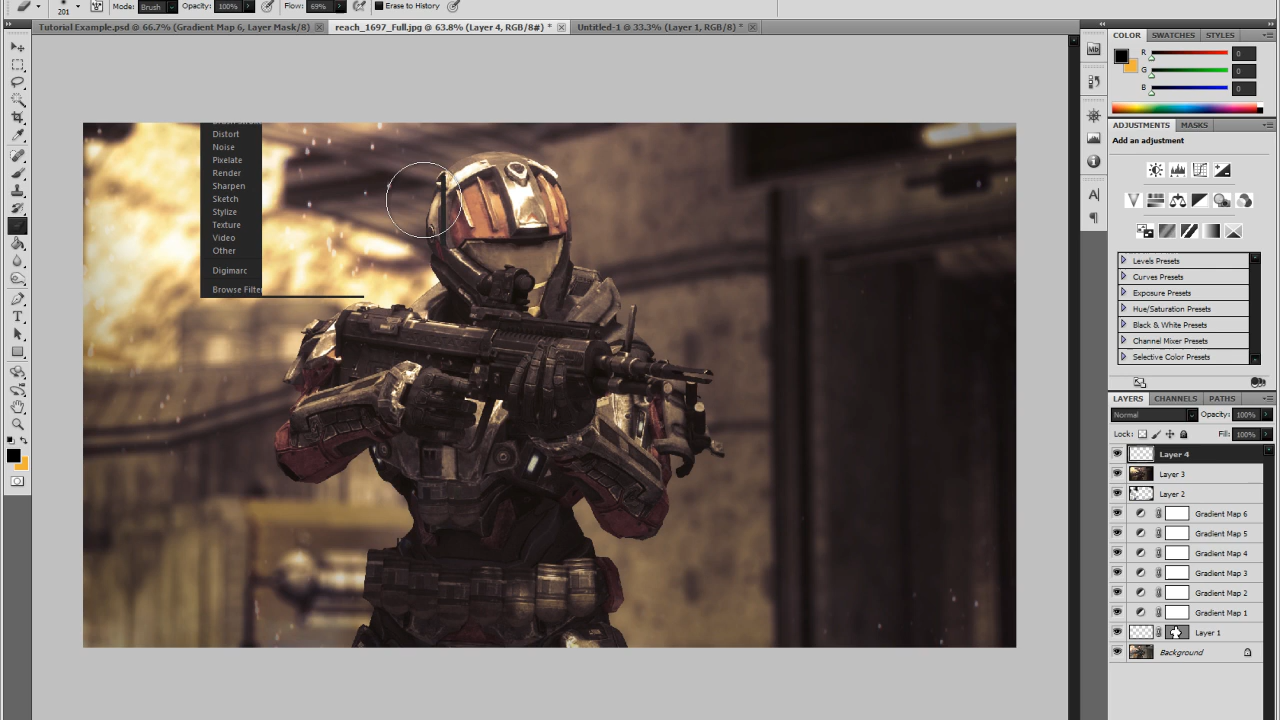 201 Mode: Brush Opacity: 100% Flow: 69% Erase to History
Tutorial Example.psd @ 66.7% (Gradient Map 6, Layer Mask/8) reach_1697_Full.jpg @ 63.8% (Layer 4, RGB/8#) * Untitled-1 @ 33.3% (Layer 1, RGB/8) *
Distort
Noise
Pixelate
Render
Sharpen
Sketch
Stylize
Texture
Video
Other
Digimarc
Browse Filte
Mb
COLOR SWATCHES STYLES
R 0
G 0
B 0
ADJUSTMENTS MASKS
Add an adjustment
Levels Presets
Curves Presets
Exposure Presets
Hue/Saturation Presets
Black & White Presets
Channel Mixer Presets
Selective Color Presets
LAYERS CHANNELS PATHS
Normal Opacity: 100%
Lock: Fill: 100%
Layer 4
Layer 3
Layer 2
Gradient Map 6
Gradient Map 5
Gradient Map 4
Gradient Map 3
Gradient Map 2
Gradient Map 1
Layer 1
Background